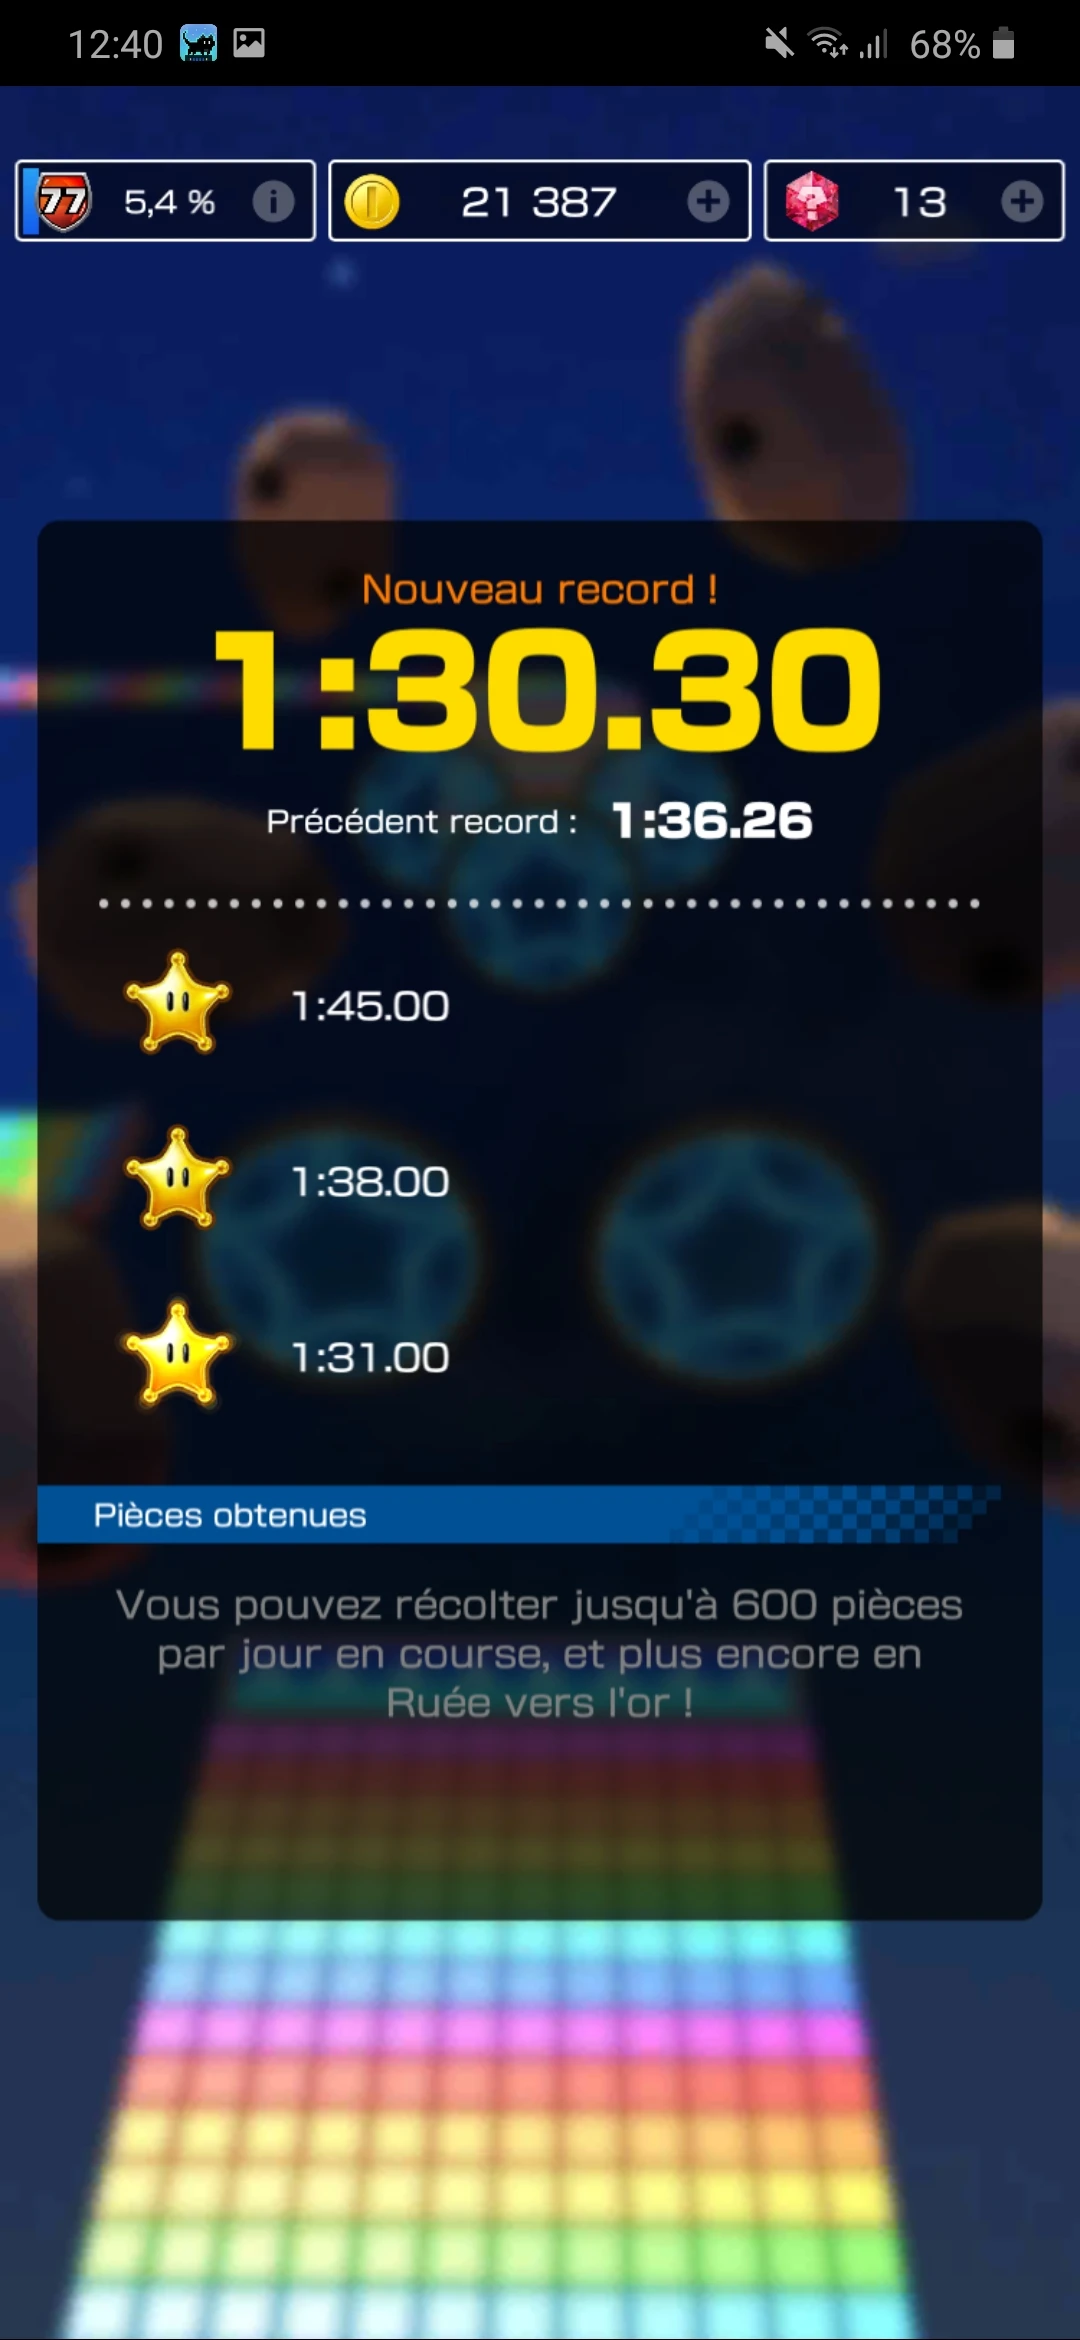 12:40 68%
77 5,4 % i 21 387 + ? 13 +
Nouveau record !
1:30.30
Précédent record : 1:36.26
1:45.00
1:38.00
1:31.00
Pièces obtenues
Vous pouvez récolter jusqu'à 600 pièces
par jour en course, et plus encore en
Ruée vers l'or !